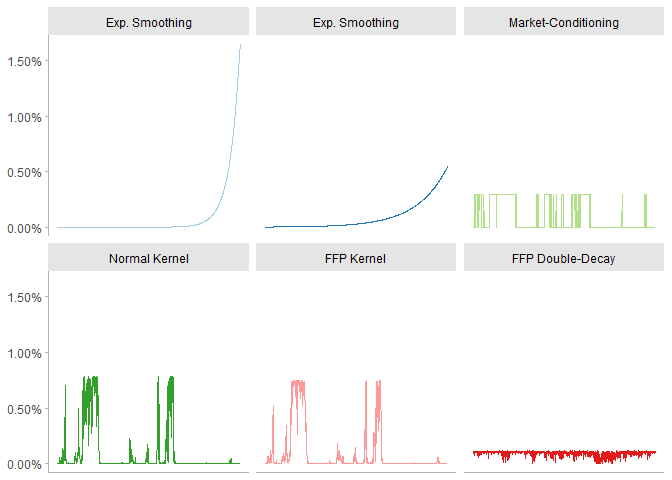 Exp. Smoothing
Exp. Smoothing
Market-Conditioning
1.50%
1.00%
0.50%
0.00%
Normal Kernel
FFP Kernel
FFP Double-Decay
1.50%
1.00%
0.50%
0.00%